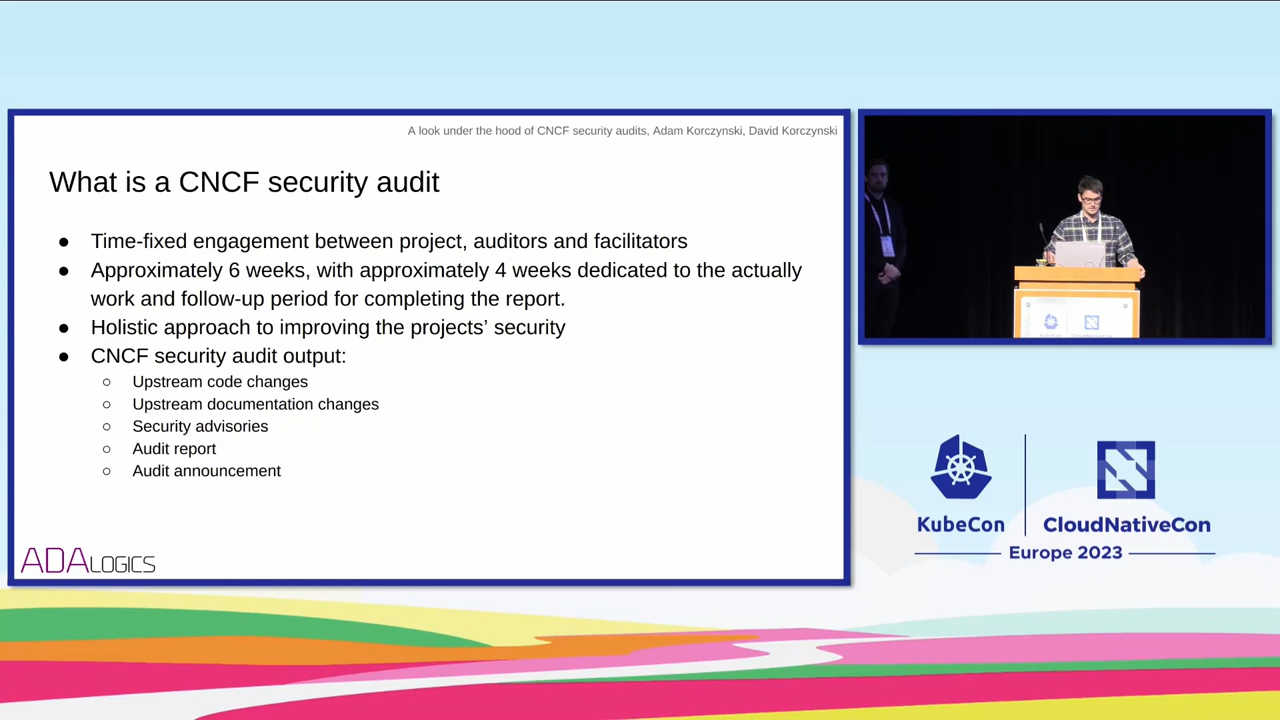 A look under the hood of CNCF security audits, Adam Korczynski, David Korczynski
What is a CNCF security audit
● Time-fixed engagement between project, auditors and facilitators
● Approximately 6 weeks, with approximately 4 weeks dedicated to the actually
work and follow-up period for completing the report.
● Holistic approach to improving the projects’ security
● CNCF security audit output:
○ Upstream code changes
○ Upstream documentation changes
○ Security advisories
○ Audit report
○ Audit announcement
ADALOGICS
KubeCon
CloudNativeCon
Europe 2023